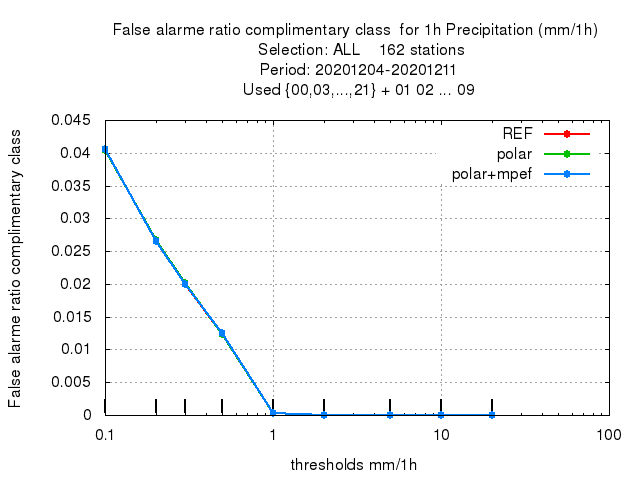 False alarme ratio complimentary class  for 1h Precipitation (mm/1h)
Selection: ALL    162 stations
Period: 20201204-20201211
Used {00,03,...,21} + 01 02 ... 09
False alarme ratio complimentary class
0.045
0.04
0.035
0.03
0.025
0.02
0.015
0.01
0.005
0
REF
polar
polar+mpef
0.1
1
10
100
thresholds mm/1h